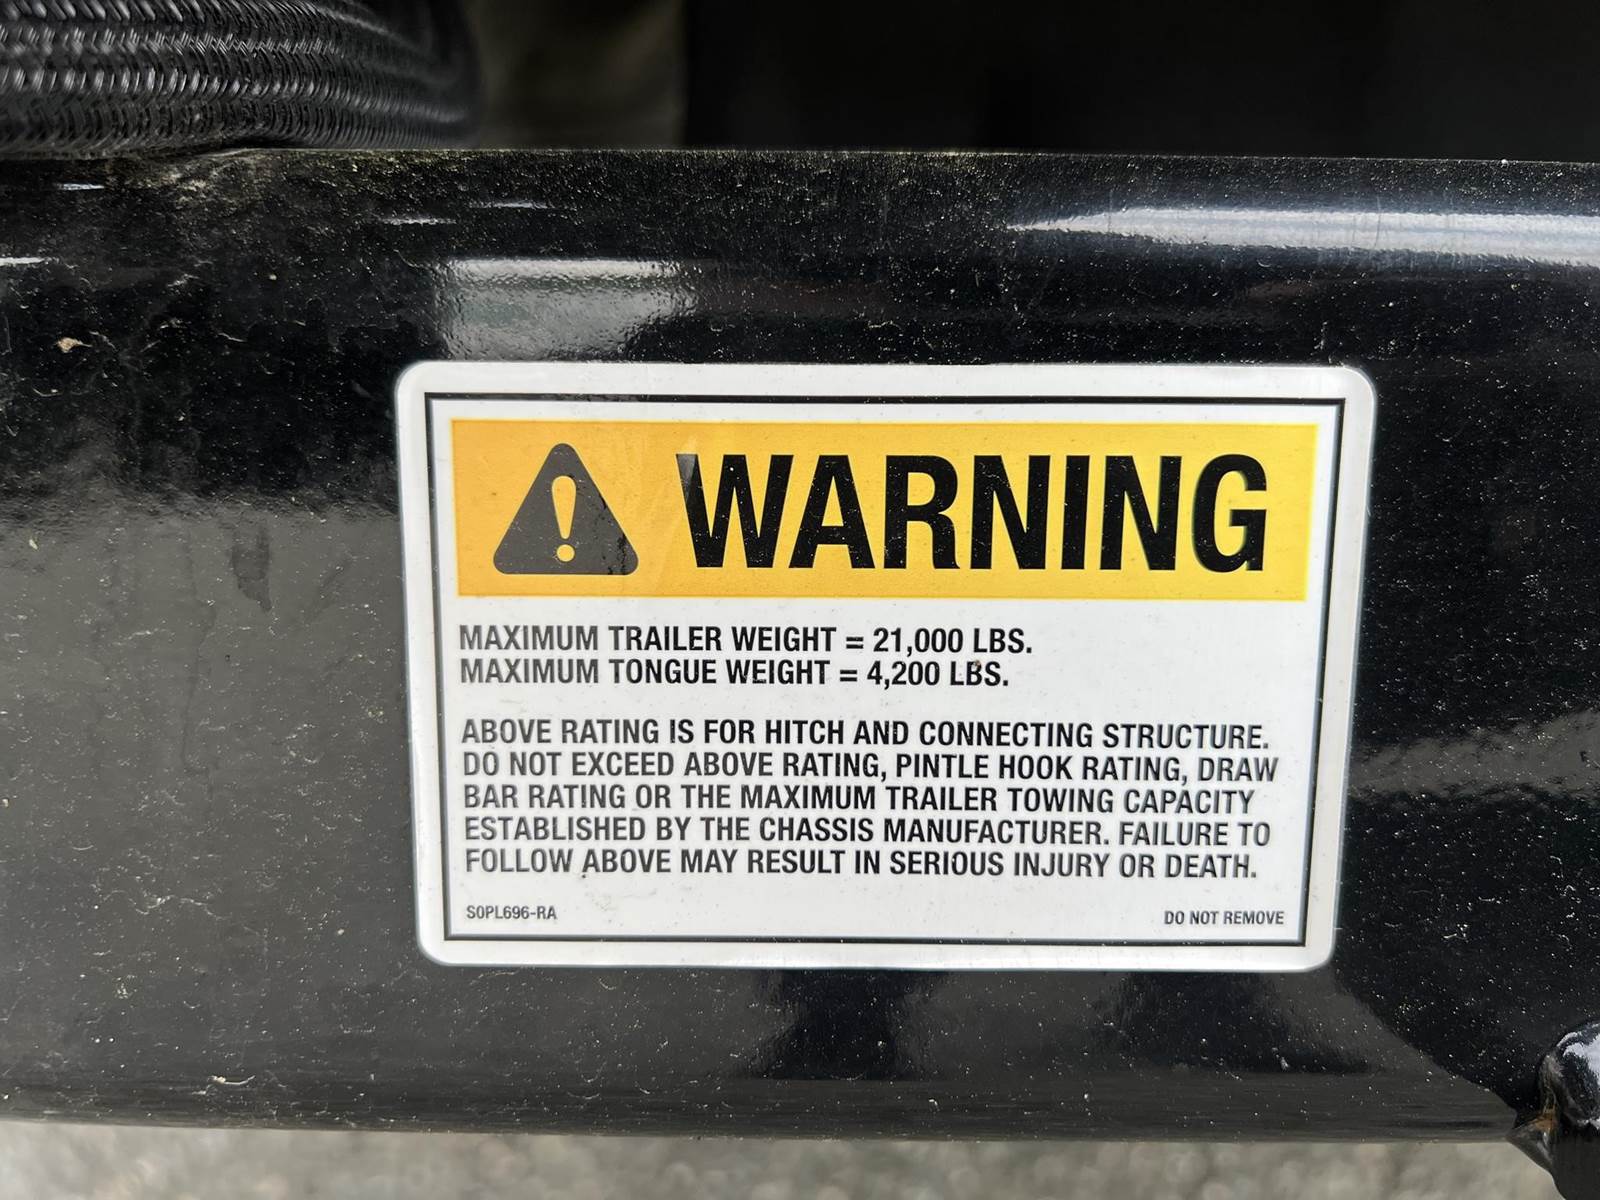 WARNING
MAXIMUM TRAILER WEIGHT = 21,000 LBS.
MAXIMUM TONGUE WEIGHT = 4,200 LBS.
ABOVE RATING IS FOR HITCH AND CONNECTING STRUCTURE.
DO NOT EXCEED ABOVE RATING, PINTLE HOOK RATING, DRAW
BAR RATING OR THE MAXIMUM TRAILER TOWING CAPACITY
ESTABLISHED BY THE CHASSIS MANUFACTURER. FAILURE TO
FOLLOW ABOVE MAY RESULT IN SERIOUS INJURY OR DEATH.
S0PL696-RA
DO NOT REMOVE